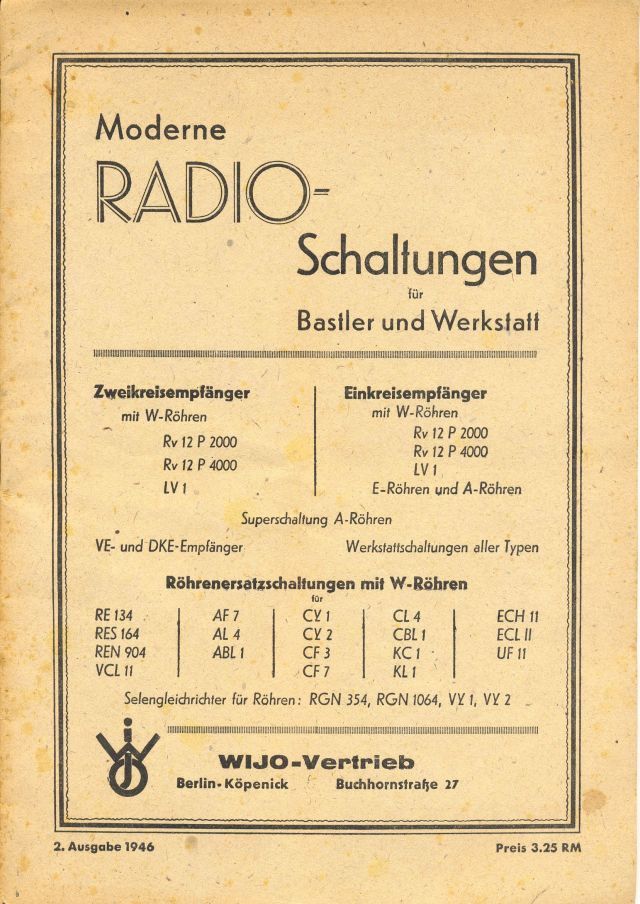 Moderne
RADIO-
Schaltungen
für
Bastler und Werkstatt
Zweikreisempfänger
mit W-Röhren
Rv 12 P 2000
Rv 12 P 4000
LV 1
Einkreisempfänger
mit W-Röhren
Rv 12 P 2000
Rv 12 P 4000
LV 1
E-Röhren und A-Röhren
Superschaltung A-Röhren
VE- und DKE-Empfänger
Werkstattschaltungen aller Typen
Röhrenersatzschaltungen mit W-Röhren
für
RE 134
RES 164
REN 904
VCL 11
AF 7
AL 4
ABL 1
CY 1
CY 2
CF 3
CF 7
CL 4
CBL 1
KC 1
KL 1
ECH 11
ECL II
UF 11
Selengleichrichter für Röhren: RGN 354, RGN 1064, VY 1, VY 2
WIJO
WIJO-Vertrieb
Berlin-Köpenick Buchhornstraße 27
2. Ausgabe 1946
Preis 3.25 RM